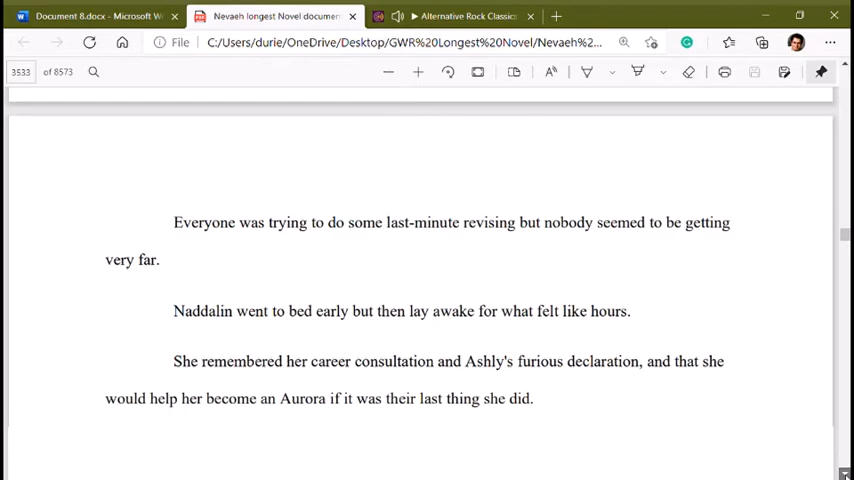 Document 8.docx - Microsoft W
Nevaeh longest Novel documen
Alternative Rock Classics
File
C:/Users/durie/OneDrive/Desktop/GWR%20Longest%20Novel/Nevaeh%2...
3533 of 8573
Everyone was trying to do some last-minute revising but nobody seemed to be getting
very far.
Naddalin went to bed early but then lay awake for what felt like hours.
She remembered her career consultation and Ashly's furious declaration, and that she
would help her become an Aurora if it was their last thing she did.